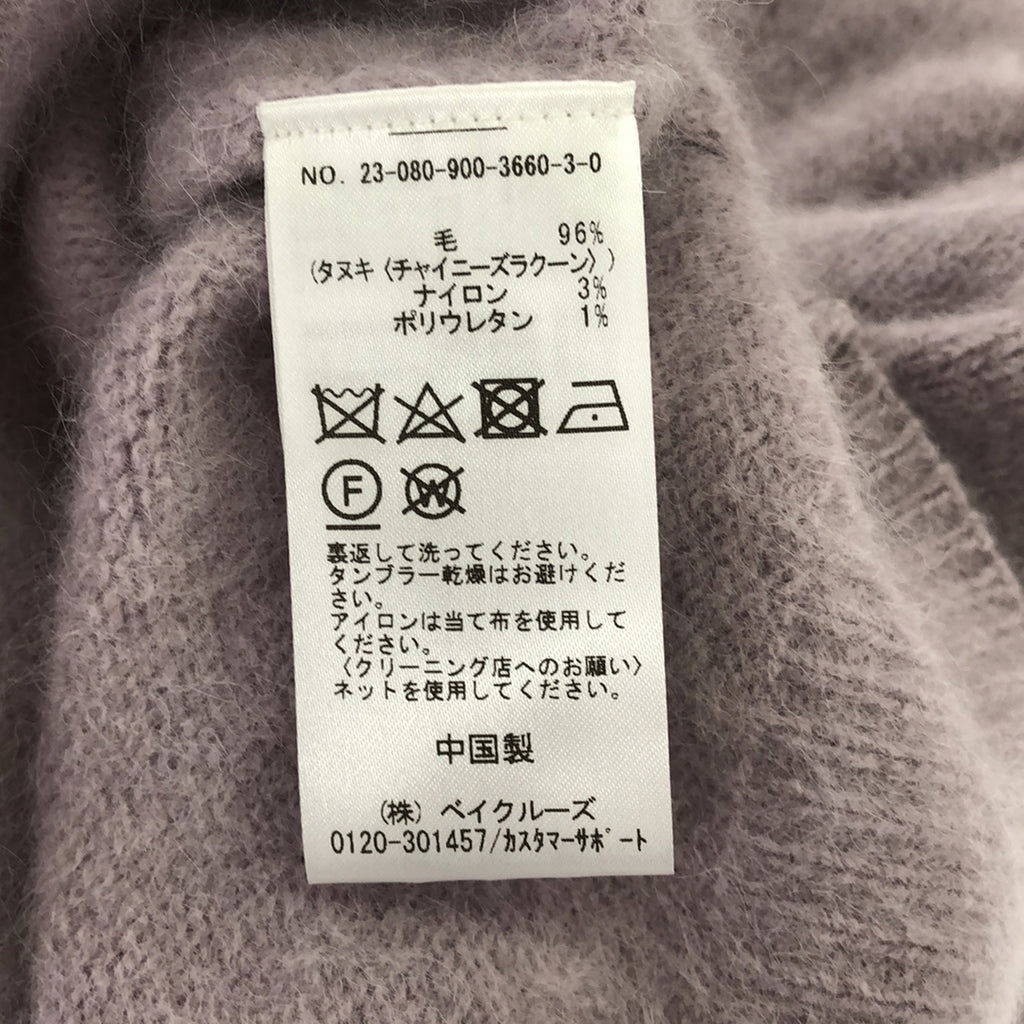 NO. 23-080-900-3660-3-0
毛 96%
(タヌキ〈チャイニーズラクーン〉)
ナイロン 3%
ポリウレタン 1%
F W
裏返して洗ってください。
タンブラー乾燥はお避けくだ
さい。
アイロンは当て布を使用して
ください。
〈クリーニング店へのお願い〉
ネットを使用してください。
中国製
(株) ベイクルーズ
0120-301457/カスタマーサポート